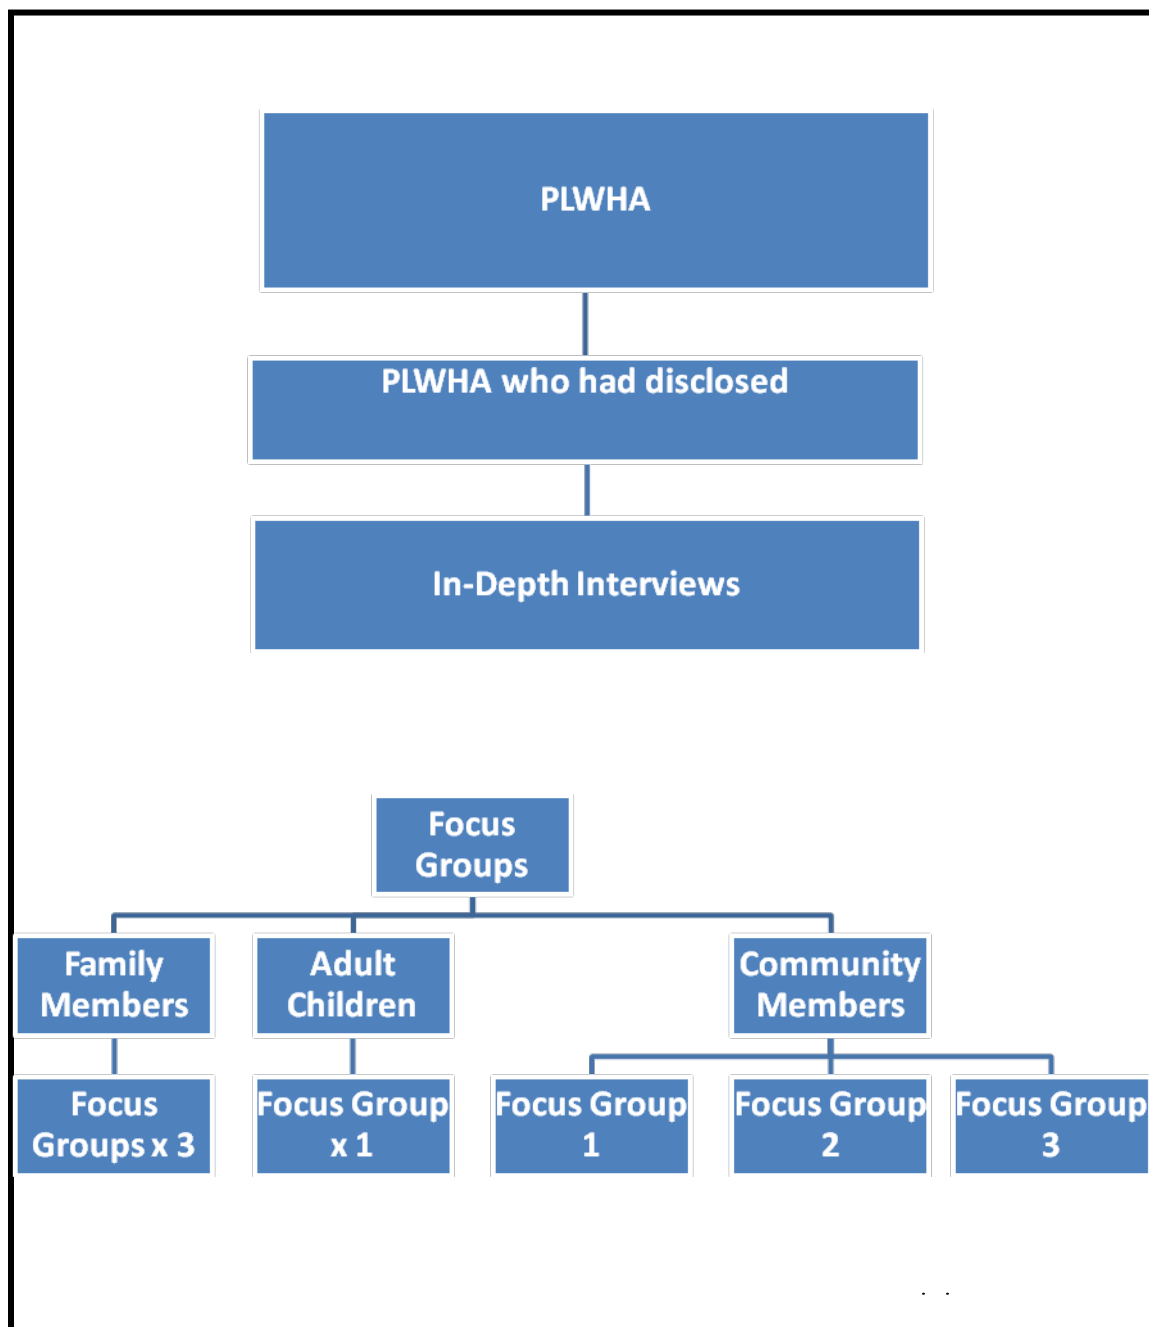 PLWHA
PLWHA who had disclosed
In-Depth Interviews
Focus
Groups
Family
Members
Adult
Children
Community
Members
Focus
Groups x 3
Focus Group
x 1
Focus Group
1
Focus Group
2
Focus Group
3